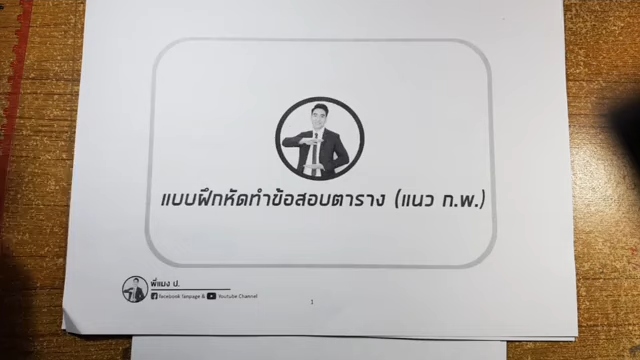 แบบฝึกหัดทำข้อสอบตาราง (แนว ก.พ.)
พี่แมง ป.
facebook fanpage & Youtube Channel
1